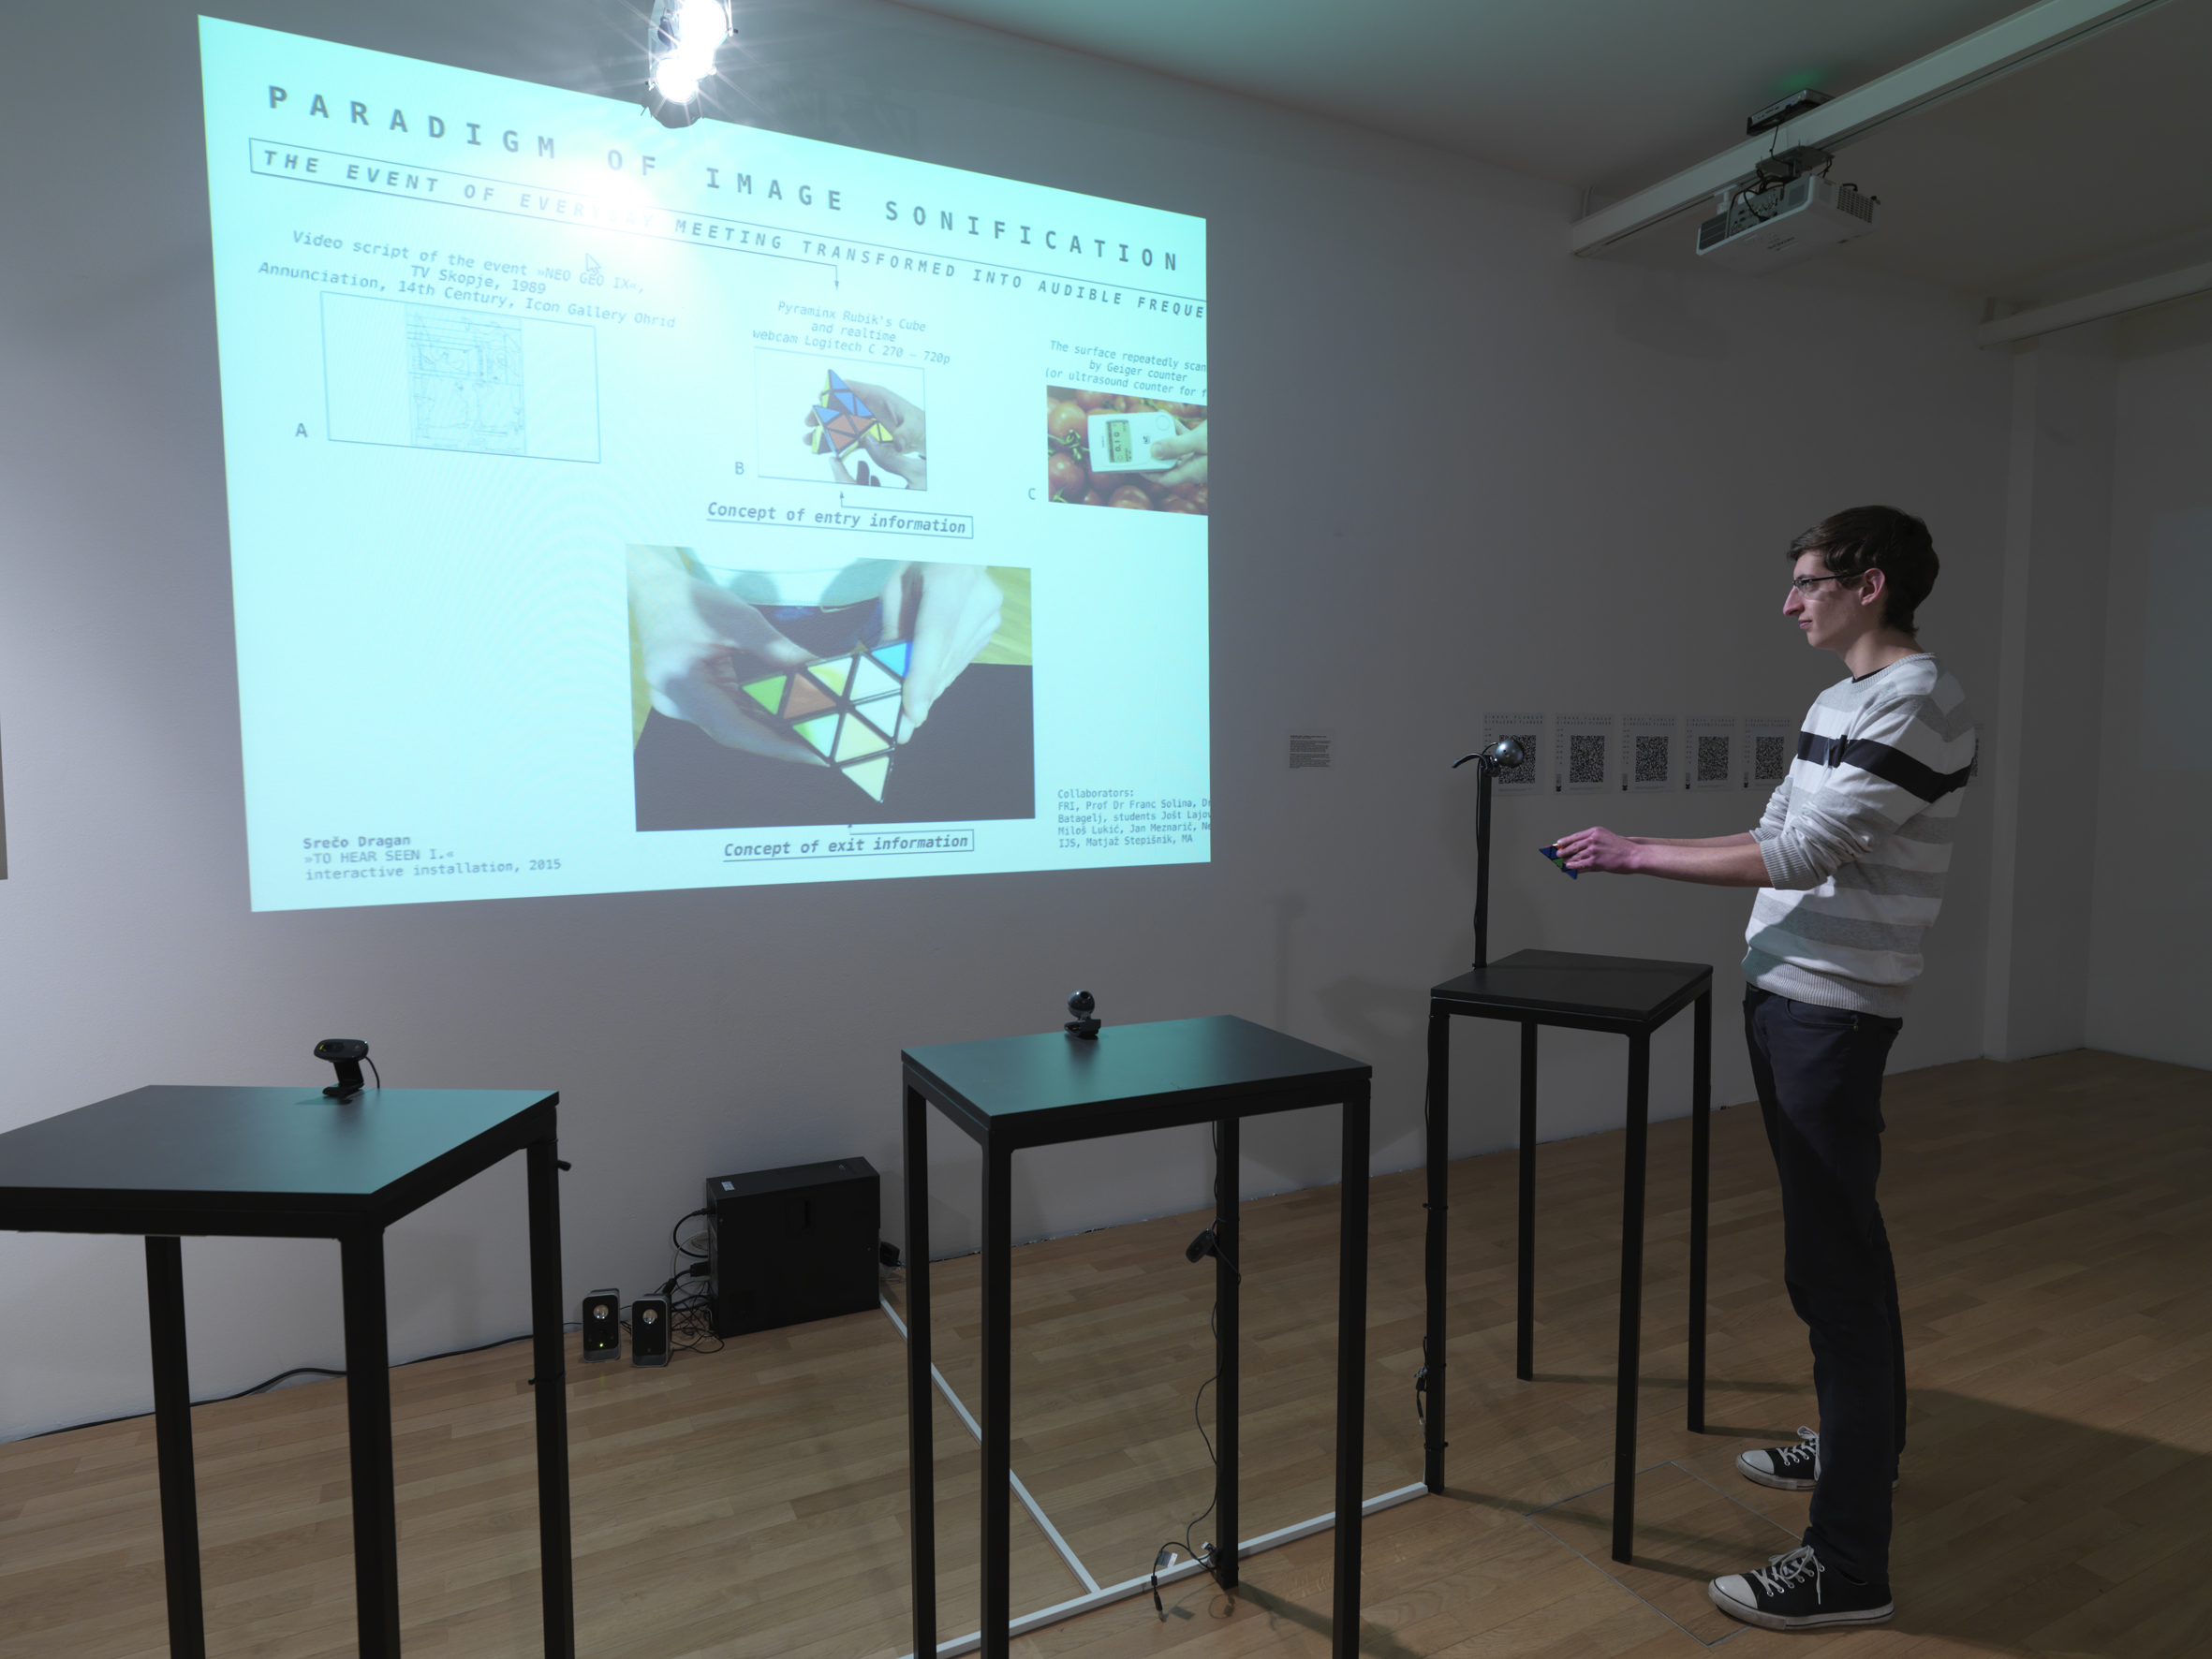 PARADIGM OF IMAGE SONIFICATION
THE EVENT OF EVERYDAY MEETING TRANSFORMED INTO AUDIBLE FREQUE
Video script of the event »NEO GEO IX«,
TV Skopje, 1989
Annunciation, 14th Century, Icon Gallery Ohrid
A
Pyraminx Rubik's Cube
and realtime
webcam Logitech C 270 – 720p
B
Concept of entry information
The surface repeatedly scan
by Geiger counter
(or ultrasound counter for f
C
Concept of exit information
Srečo Dragan
»TO HEAR SEEN I.«
interactive installation, 2015
Collaborators:
FRI, Prof Dr Franc Solina, D
Batagelj, students Jošt Lajo
Miloš Lukić, Jan Meznarič, Ne
IJS, Matjaž Stepišnik, MA